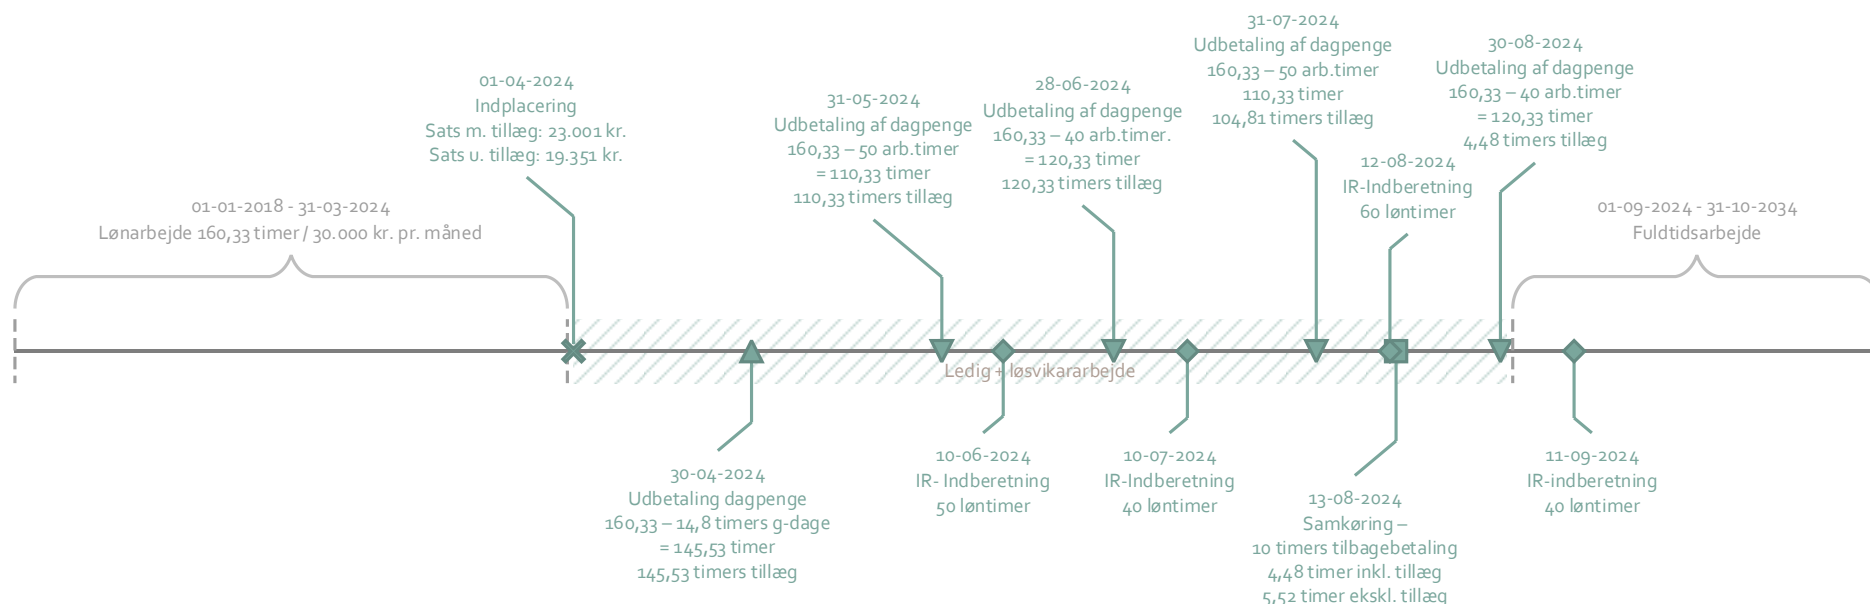 01-01-2018 - 31-03-2024
Lønarbejde 160,33 timer / 30.000 kr. pr. måned
01-04-2024
Indplacering
Sats m. tillæg: 23.001 kr.
Sats u. tillæg: 19.351 kr.
30-04-2024
Udbetaling dagpenge
160,33 – 14,8 timers g-dage
= 145,53 timer
145,53 timers tillæg
31-05-2024
Udbetaling af dagpenge
160,33 – 50 arb.timer
= 110,33 timer
110,33 timers tillæg
Ledig + løsvikararbejde
10-06-2024
IR- Indberetning
50 løntimer
28-06-2024
Udbetaling af dagpenge
160,33 – 40 arb.timer.
= 120,33 timer
120,33 timers tillæg
10-07-2024
IR-Indberetning
40 løntimer
31-07-2024
Udbetaling af dagpenge
160,33 – 50 arb.timer
110,33 timer
104,81 timers tillæg
12-08-2024
IR-Indberetning
60 løntimer
13-08-2024
Samkøring –
10 timers tilbagebetaling
4,48 timer inkl. tillæg
5,52 timer ekskl. tillæg
30-08-2024
Udbetaling af dagpenge
160,33 – 40 arb.timer
= 120,33 timer
4,48 timers tillæg
01-09-2024 - 31-10-2034
Fuldtidsarbejde
11-09-2024
IR-indberetning
40 løntimer